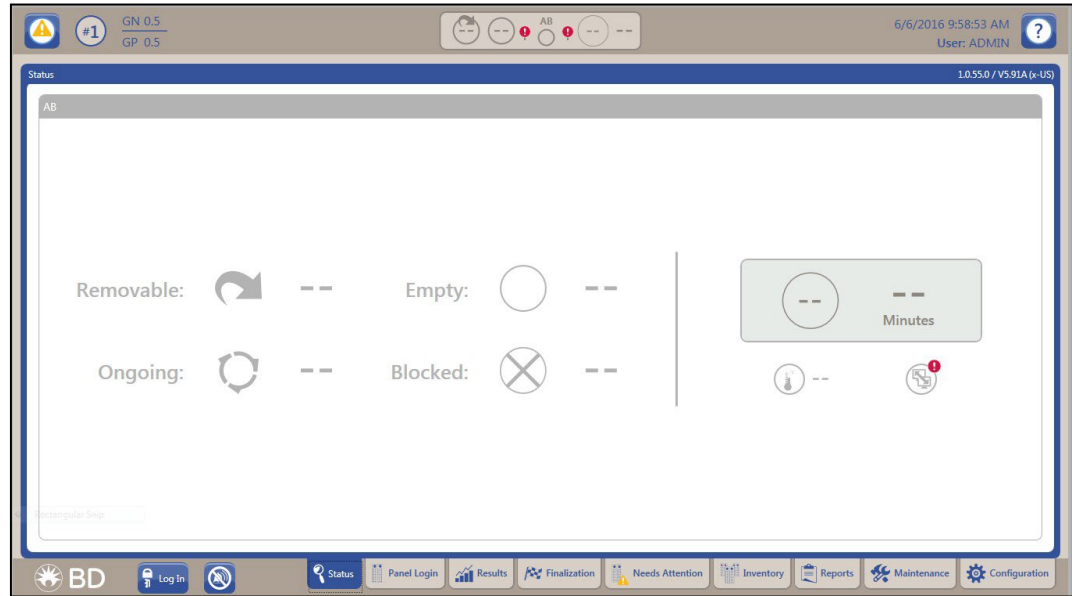 #1
GN 0.5
GP 0.5
-- -- AB -- --
6/6/2016 9:58:53 AM
User: ADMIN
?
Status
1.0.55.0 / V5.91A (x-US)
AB
Removable: -- Empty: --
-- --
Minutes
Ongoing: -- Blocked: --
--
Rectangular Snip
BD
Log In
Status
Panel Login
Results
Finalization
Needs Attention
Inventory
Reports
Maintenance
Configuration